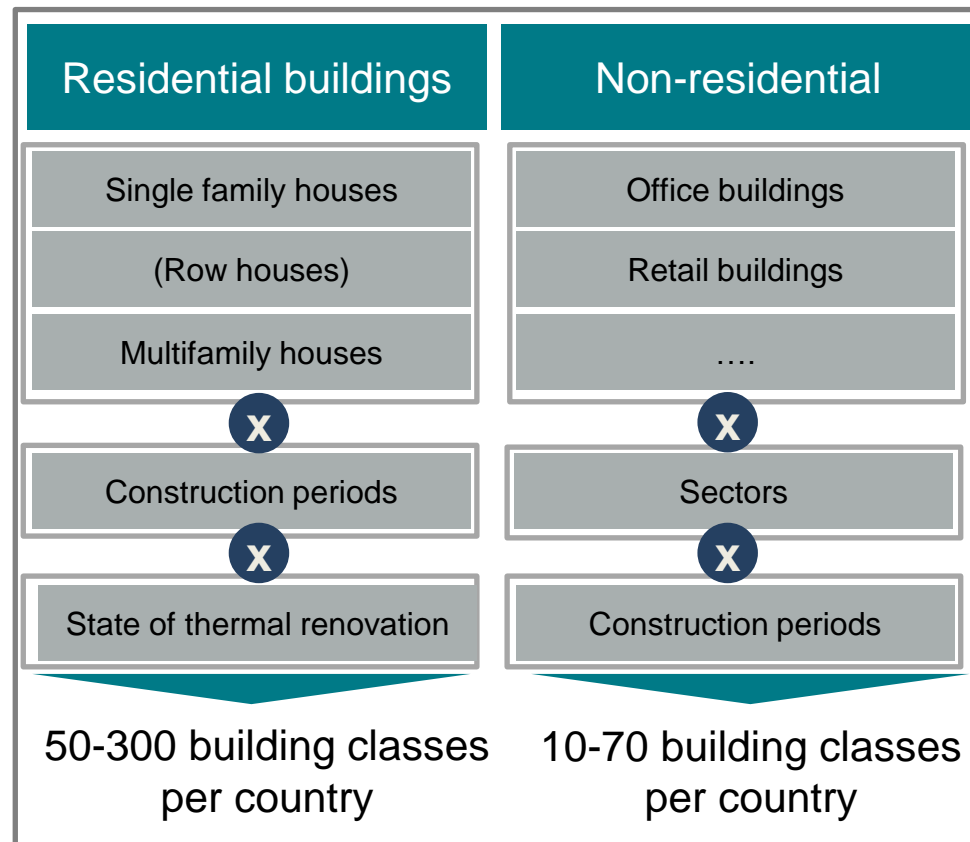 Residential buildings
Single family houses
(Row houses)
Multifamily houses
x
Construction periods
x
State of thermal renovation
50-300 building classes
per country
Non-residential
Office buildings
Retail buildings
....
x
Sectors
x
Construction periods
10-70 building classes
per country